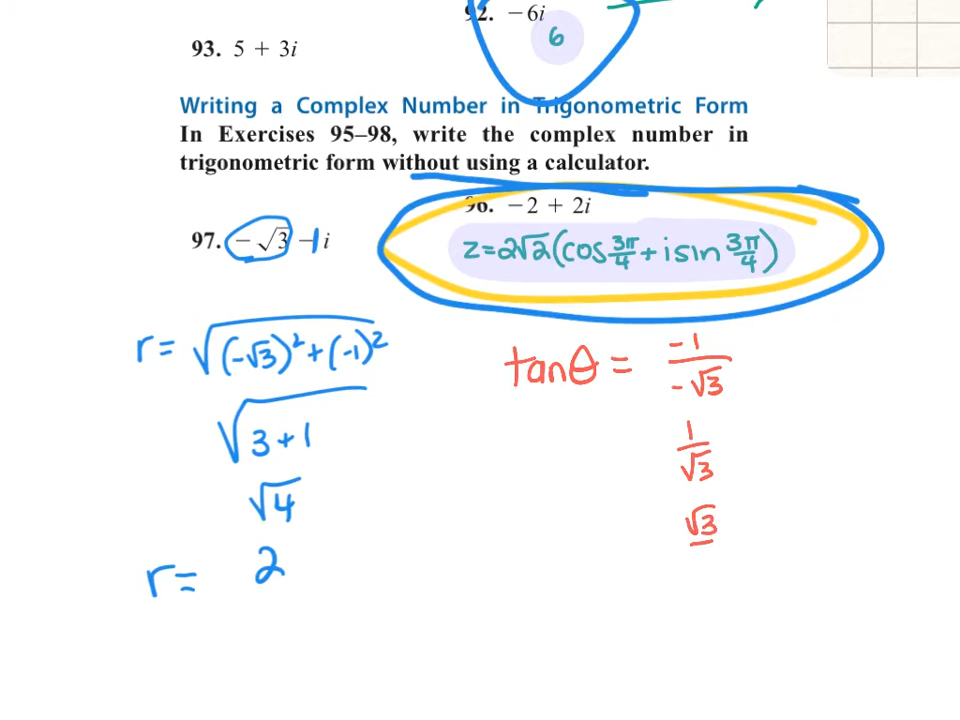 92. −6i
6
93. 5 + 3i
Writing a Complex Number in Trigonometric Form
In Exercises 95–98, write the complex number in
trigonometric form without using a calculator.
96. −2 + 2i
z=2√2(cos 3π/4 + i sin 3π/4)
97. −√3 −1i
r= √(-√3)²+(-1)²
√3+1
√4
r= 2
tanθ = -1/-√3
1/√3
√3